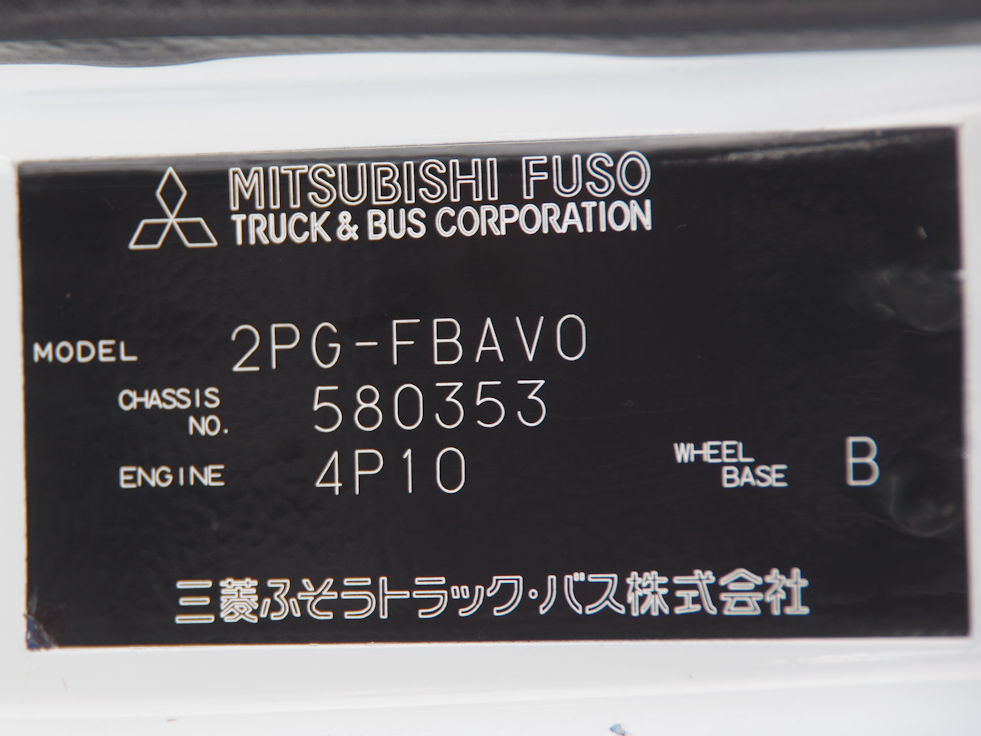 MITSUBISHI FUSO
TRUCK & BUS CORPORATION
MODEL 2PG-FBAV0
CHASSIS NO. 580353
ENGINE 4P10
WHEEL BASE B
三菱ふそうトラック・バス株式会社